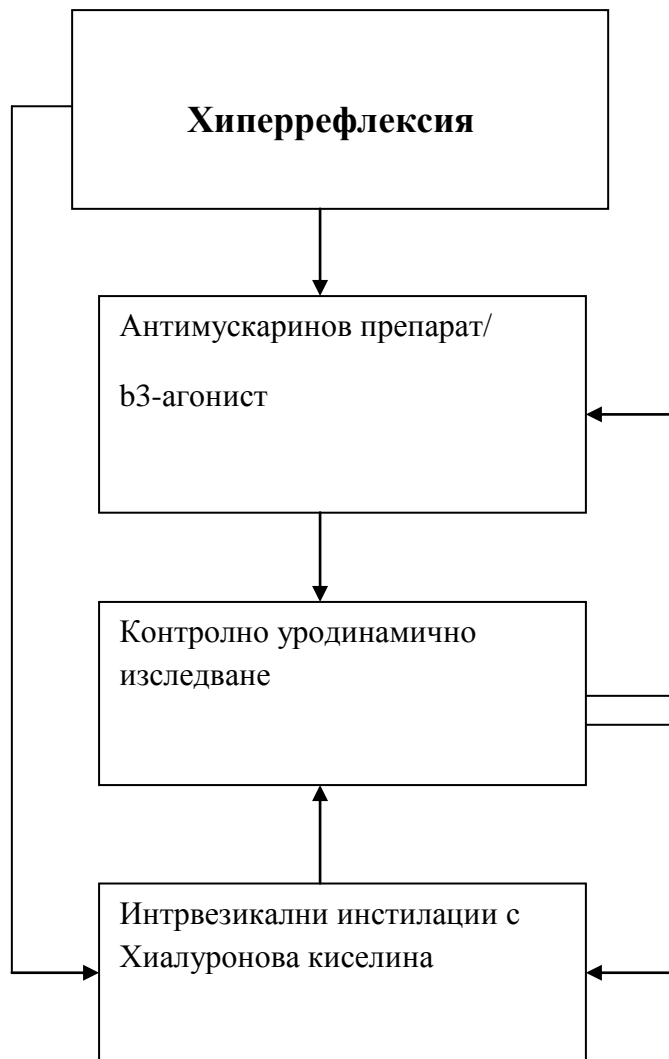 Хиперрефлексия
Антимускаринов препарат/
b3-агонист
Контролно уродинамично
изследване
Интрвезикални инстилации с
Хиалуронова киселина